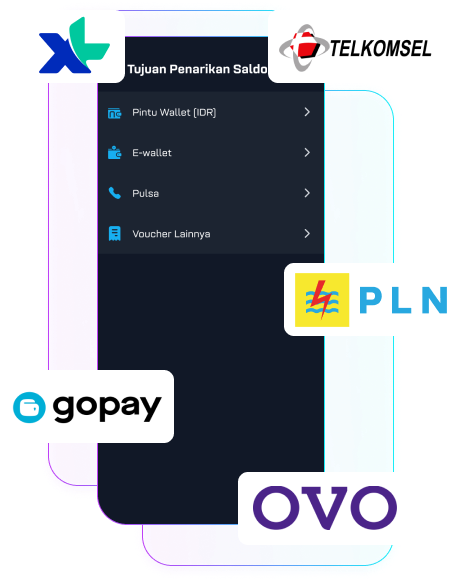 XL
TELKOMSEL
Tujuan Penarikan Saldo
Pintu Wallet (IDR)
E-wallet
Pulsa
Voucher Lainnya
PLN
gopay
OVO